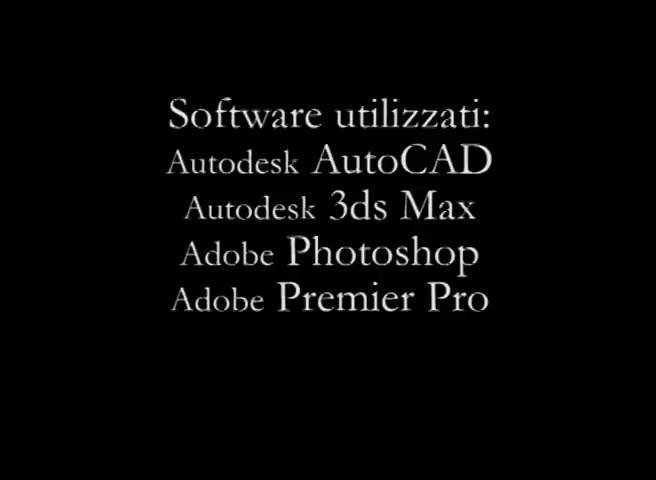 Software utilizzati:
Autodesk AutoCAD
Autodesk 3ds Max
Adobe Photoshop
Adobe Premier Pro